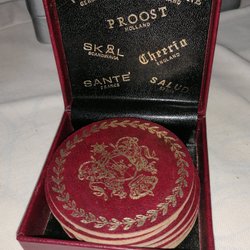 PROOST
HOLLAND
SKÅL
SCANDINAVIA
Cheerio
ENGLAND
SANTÉ
FRANCE
SALUD